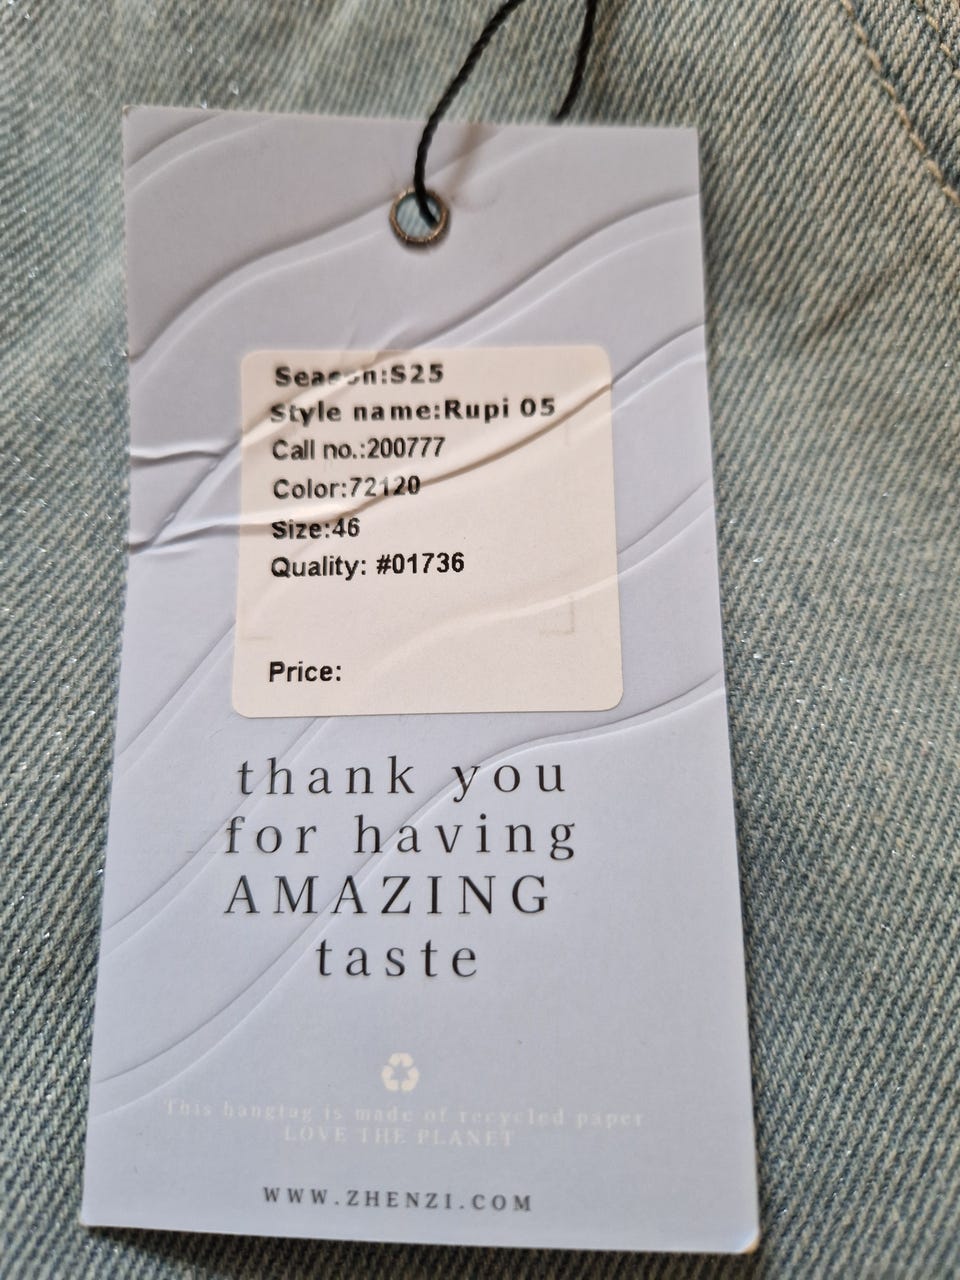 Season:S25
Style name:Rupi 05
Call no.:200777
Color:72120
Size:46
Quality: #01736
Price:
thank you
for having
AMAZING
taste
This hangtag is made of recycled paper
LOVE THE PLANET
WWW.ZHENZI.COM